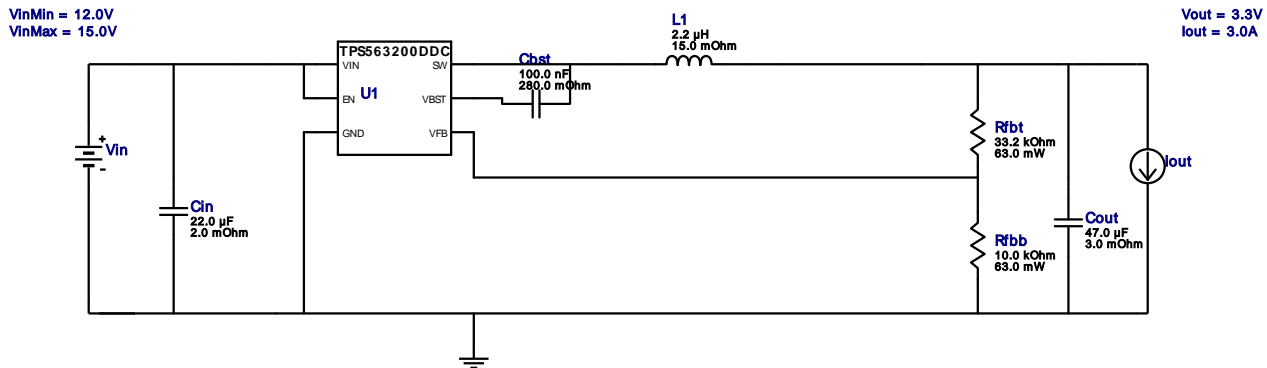 VinMin = 12.0V
VinMax = 15.0V
Vout = 3.3V
Iout = 3.0A
L1
2.2 µH
15.0 mOhm
TPS563200DDC
VIN
SW
EN
U1
VBST
GND
VFB
Cbst
100.0 nF
280.0 mOhm
Vin
+
-
Cin
22.0 µF
2.0 mOhm
Rfbt
33.2 kOhm
63.0 mW
Iout
Cout
47.0 µF
3.0 mOhm
Rfbb
10.0 kOhm
63.0 mW